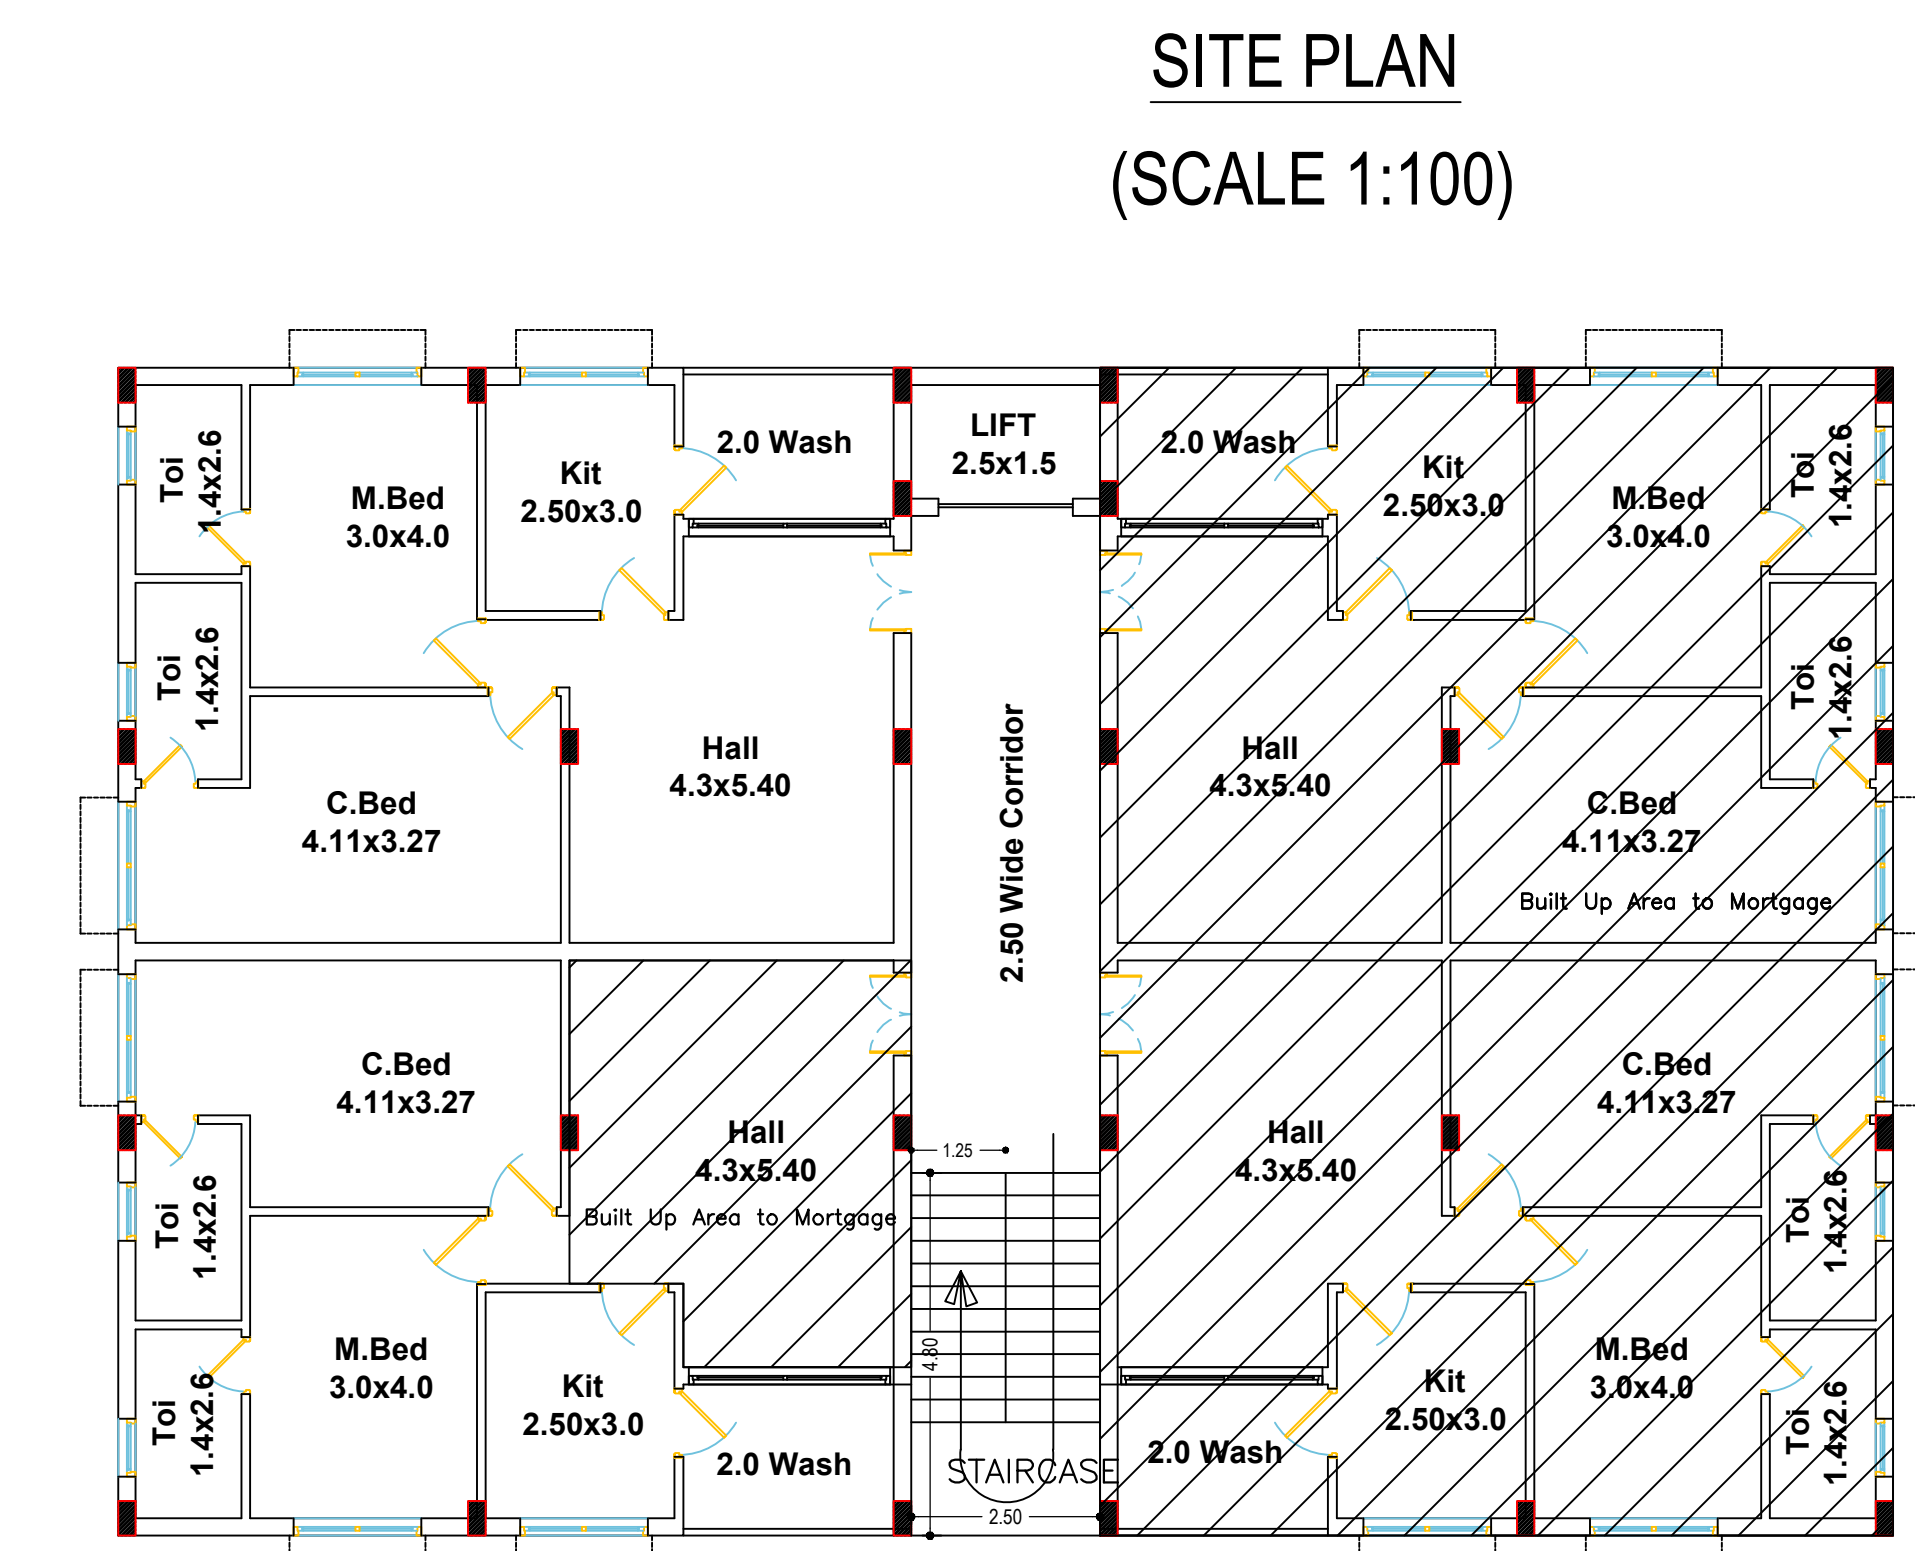 SITE PLAN
(SCALE 1:100)
Toi
1.4x2.6
M.Bed
3.0x4.0
Kit
2.50x3.0
2.0 Wash
LIFT
2.5x1.5
2.0 Wash
Kit
2.50x3.0
M.Bed
3.0x4.0
Toi
1.4x2.6
Toi
1.4x2.6
C.Bed
4.11x3.27
Hall
4.3x5.40
2.50 Wide Corridor
Hall
4.3x5.40
C.Bed
4.11x3.27
Toi
1.4x2.6
Built Up Area to Mortgage
C.Bed
4.11x3.27
Hall
4.3x5.40
Built Up Area to Mortgage
1.25
4.80
Hall
4.3x5.40
C.Bed
4.11x3.27
Toi
1.4x2.6
Toi
1.4x2.6
Toi
1.4x2.6
M.Bed
3.0x4.0
Kit
2.50x3.0
2.0 Wash
STAIRCASE
2.50
2.0 Wash
Kit
2.50x3.0
M.Bed
3.0x4.0
Toi
1.4x2.6